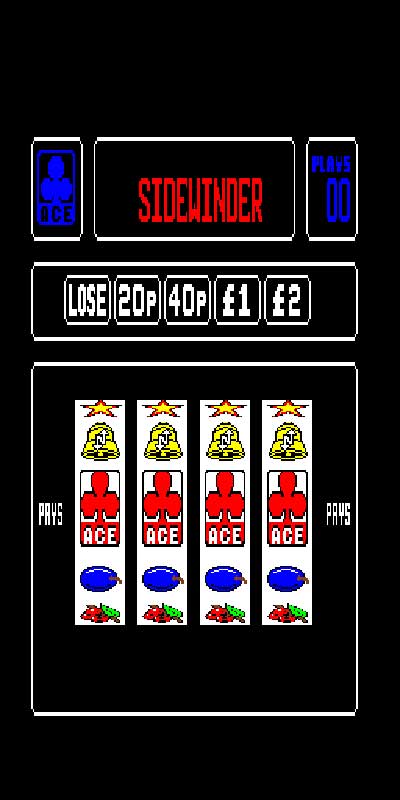 PLAYS
ACE
SIDEWINDER
00
LOSE 20P 40P £1 £2
N N N N
PAYS PAYS
ACE ACE ACE ACE